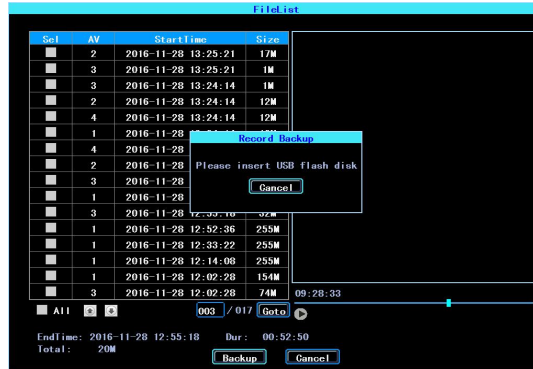 FileList
Sel AV StartTime Size
2 2016-11-28 13:25:21 17M
3 2016-11-28 13:25:21 1M
3 2016-11-28 13:24:14 1M
2 2016-11-28 13:24:14 12M
4 2016-11-28 13:24:14 12M
1 2016-11-28
Record Backup
4 2016-11-28
Please insert USB flash disk
2 2016-11-28
3 2016-11-28
Cancel
1 2016-11-28
3 2016-11-28
1 2016-11-28 12:52:36 255M
1 2016-11-28 12:33:22 255M
1 2016-11-28 12:14:08 255M
1 2016-11-28 12:02:28 154M
3 2016-11-28 12:02:28 74M
09:28:33
All 003 / 017 Goto
EndTime: 2016-11-28 12:55:18 Dur: 00:52:50
Total: 20M
Backup Cancel